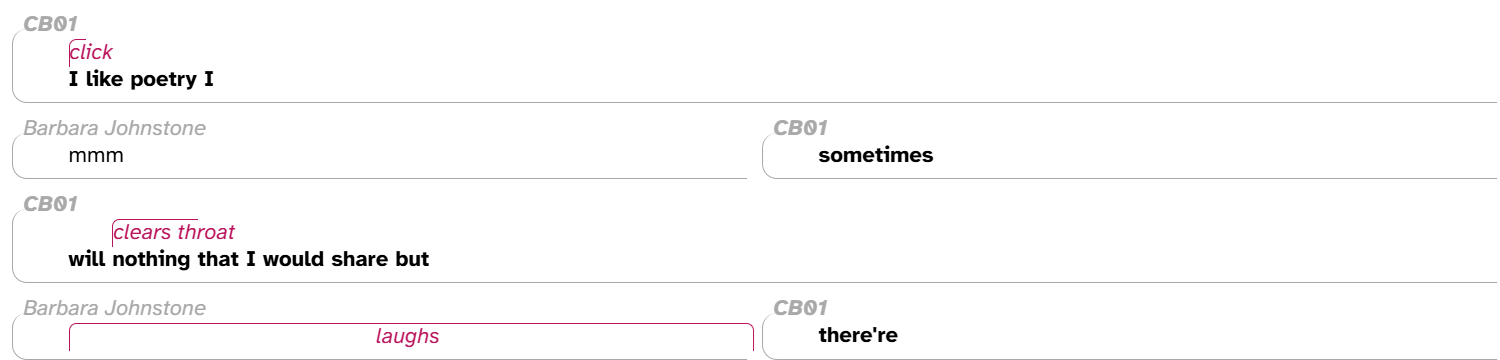 CB01
click
I like poetry I
Barbara Johnstone
mmm
CB01
sometimes
CB01
clears throat
will nothing that I would share but
Barbara Johnstone
laughs
CB01
there're